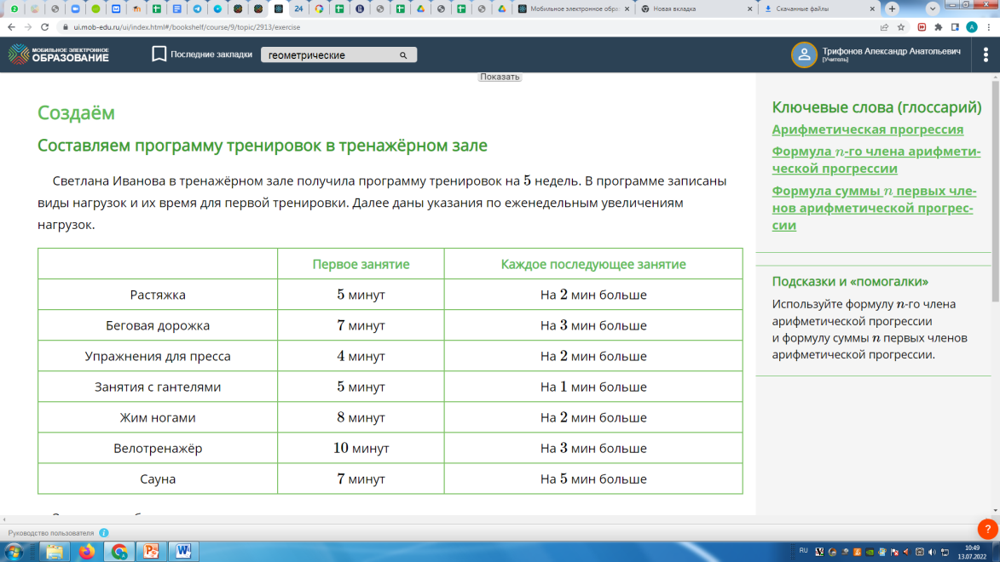 Мобильное электронное обра
Новая вкладка
Скачанные файлы
ui.mob-edu.ru/ui/index.html#/bookshelf/course/9/topic/2913/exercise
МОБИЛЬНОЕ ЭЛЕКТРОННОЕ
ОБРАЗОВАНИЕ
Последние закладки
геометрические
Трифонов Александр Анатольевич
[Учитель]
Показать
Создаём
Составляем программу тренировок в тренажёрном зале
Светлана Иванова в тренажёрном зале получила программу тренировок на 5 недель. В программе записаны
виды нагрузок и их время для первой тренировки. Далее даны указания по еженедельным увеличениям
нагрузок.
Первое занятие Каждое последующее занятие
Растяжка 5 минут На 2 мин больше
Беговая дорожка 7 минут На 3 мин больше
Упражнения для пресса 4 минут На 2 мин больше
Занятия с гантелями 5 минут На 1 мин больше
Жим ногами 8 минут На 2 мин больше
Велотренажёр 10 минут На 3 мин больше
Сауна 7 минут На 5 мин больше
Ключевые слова (глоссарий)
Арифметическая прогрессия
Формула n-го члена арифмети-
ческой прогрессии
Формула суммы n первых чле-
нов арифметической прогрес-
сии
Подсказки и «помогалки»
Используйте формулу n-го члена
арифметической прогрессии
и формулу суммы n первых членов
арифметической прогрессии.
Руководство пользователя
?
RU
10:49
13.07.2022